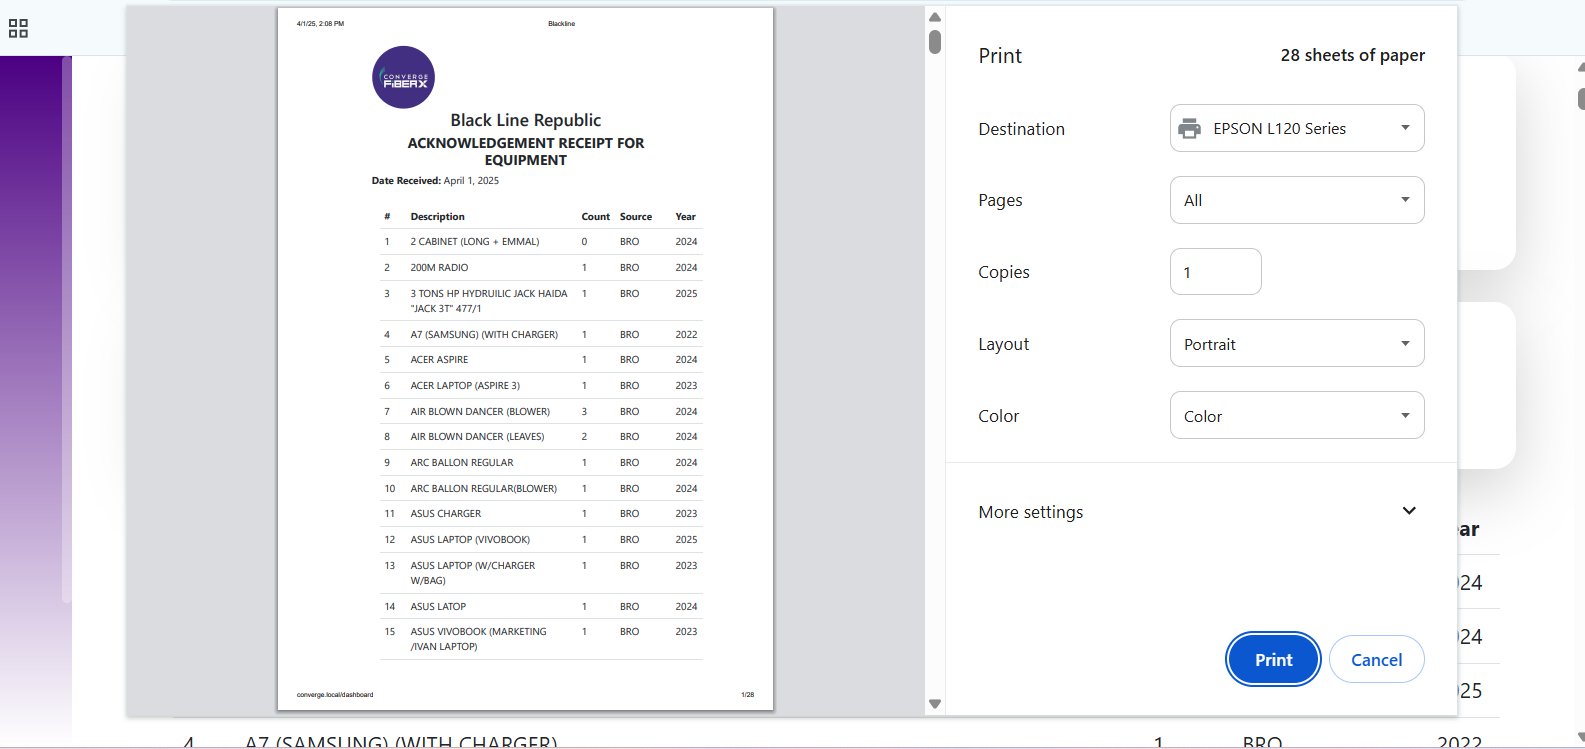 4/1/25, 2:08 PM Blackline
CONVERGE
FIBERX
Black Line Republic
ACKNOWLEDGEMENT RECEIPT FOR
EQUIPMENT
Date Received: April 1, 2025
# Description Count Source Year
1 2 CABINET (LONG + EMMAL) 0 BRO 2024
2 200M RADIO 1 BRO 2024
3 3 TONS HP HYDRUILIC JACK HAIDA 1 BRO 2025
"JACK 3T" 477/1
4 A7 (SAMSUNG) (WITH CHARGER) 1 BRO 2022
5 ACER ASPIRE 1 BRO 2024
6 ACER LAPTOP (ASPIRE 3) 1 BRO 2023
7 AIR BLOWN DANCER (BLOWER) 3 BRO 2024
8 AIR BLOWN DANCER (LEAVES) 2 BRO 2024
9 ARC BALLON REGULAR 1 BRO 2024
10 ARC BALLON REGULAR(BLOWER) 1 BRO 2024
11 ASUS CHARGER 1 BRO 2023
12 ASUS LAPTOP (VIVOBOOK) 1 BRO 2025
13 ASUS LAPTOP (W/CHARGER 1 BRO 2023
W/BAG)
14 ASUS LATOP 1 BRO 2024
15 ASUS VIVOBOOK (MARKETING 1 BRO 2023
/IVAN LAPTOP)
converge.local/dashboard 1/28
Print 28 sheets of paper
Destination EPSON L120 Series
Pages All
Copies 1
Layout Portrait
Color Color
More settings
Print Cancel
ar
24
24
25
4 A7 (SAMSUNG) (WITH CHARGER) 1 BRO 2022